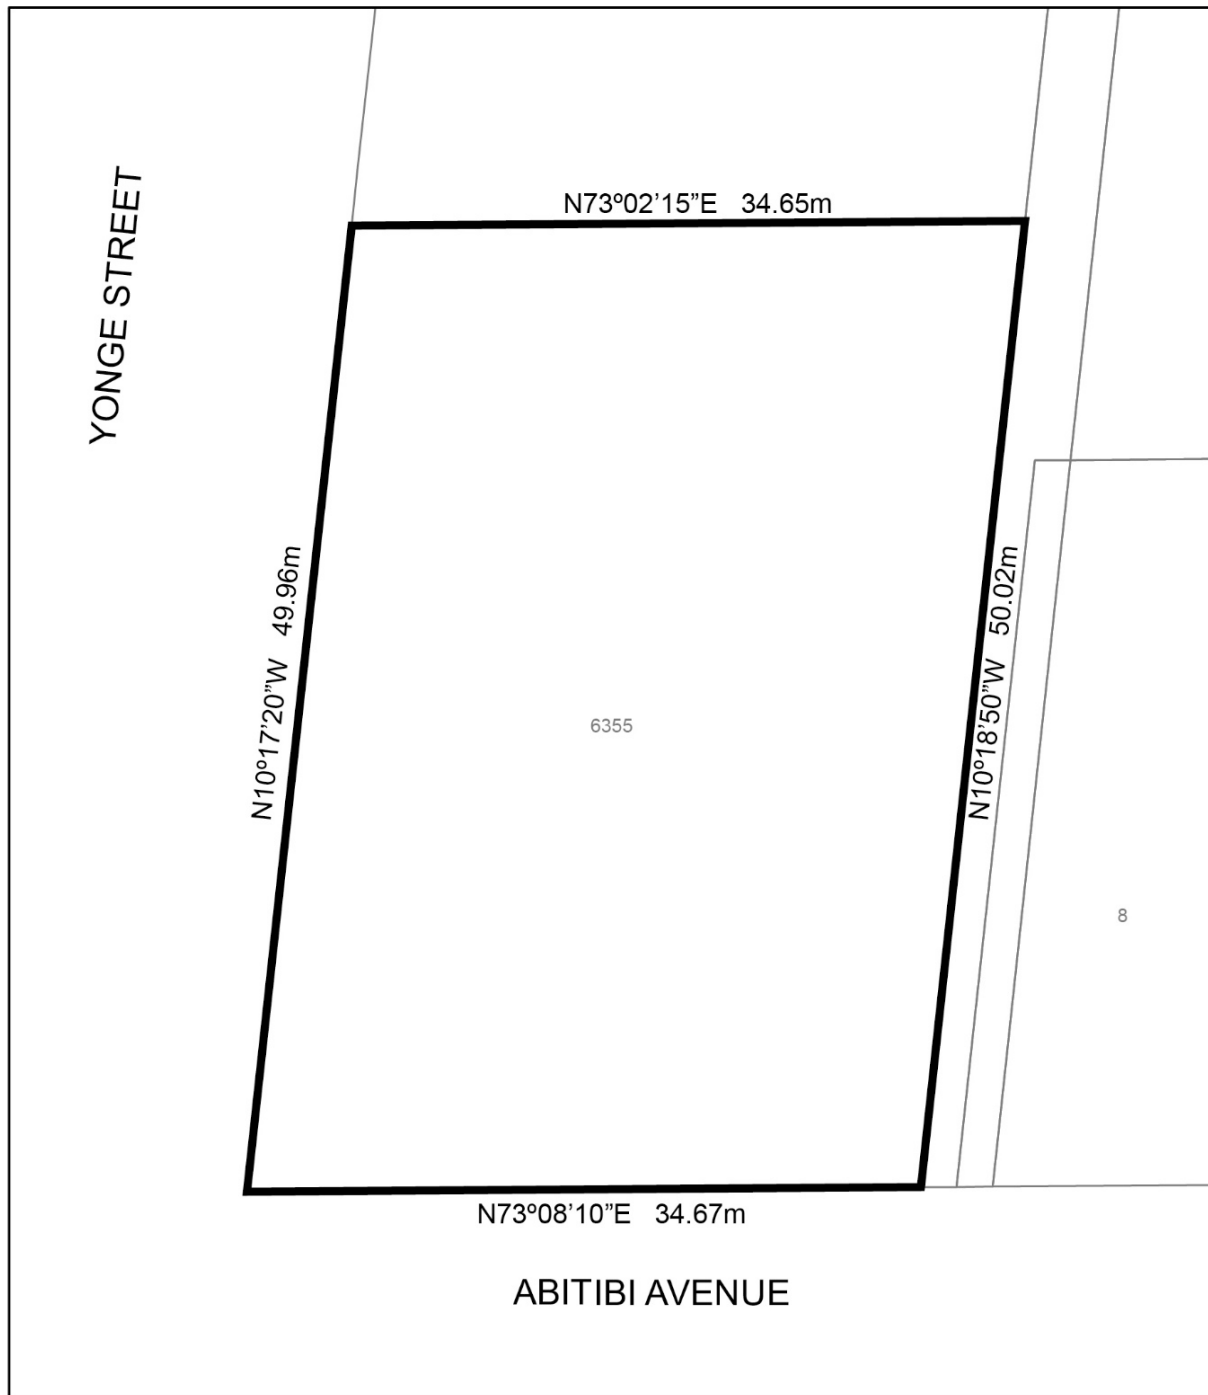 YONGE STREET
N73º02’15”E 34.65m
N10º17’20”W 49.96m
N10º18’50”W 50.02m
6355
8
N73º08’10”E 34.67m
ABITIBI AVENUE